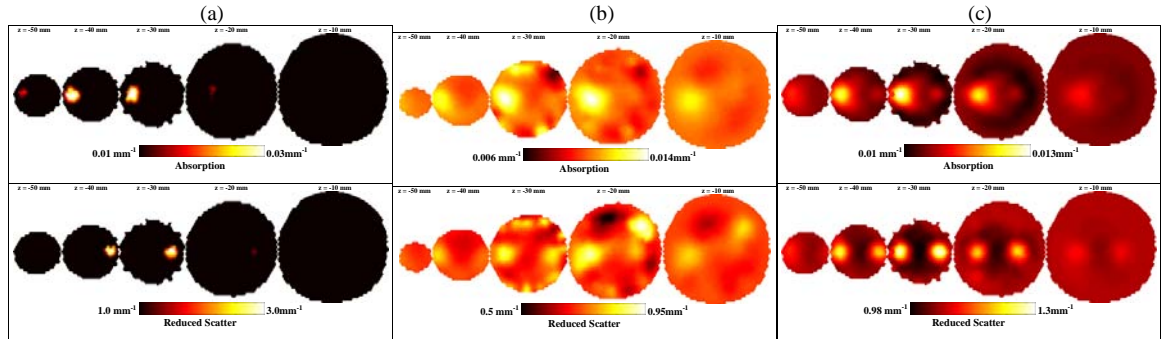 (a)
(b)
(c)
z = -50 mm z = -40 mm z = -30 mm z = -20 mm z = -10 mm
0.01 mm-1 0.03mm-1
Absorption
z = -50 mm z = -40 mm z = -30 mm z = -20 mm z = -10 mm
1.0 mm-1 3.0mm-1
Reduced Scatter
z = -50 mm z = -40 mm z = -30 mm z = -20 mm z = -10 mm
0.006 mm-1 0.014mm-1
Absorption
z = -50 mm z = -40 mm z = -30 mm z = -20 mm z = -10 mm
0.5 mm-1 0.95mm-1
Reduced Scatter
z = -50 mm z = -40 mm z = -30 mm z = -20 mm z = -10 mm
0.01 mm-1 0.013mm-1
Absorption
z = -50 mm z = -40 mm z = -30 mm z = -20 mm z = -10 mm
0.98 mm-1 1.3mm-1
Reduced Scatter